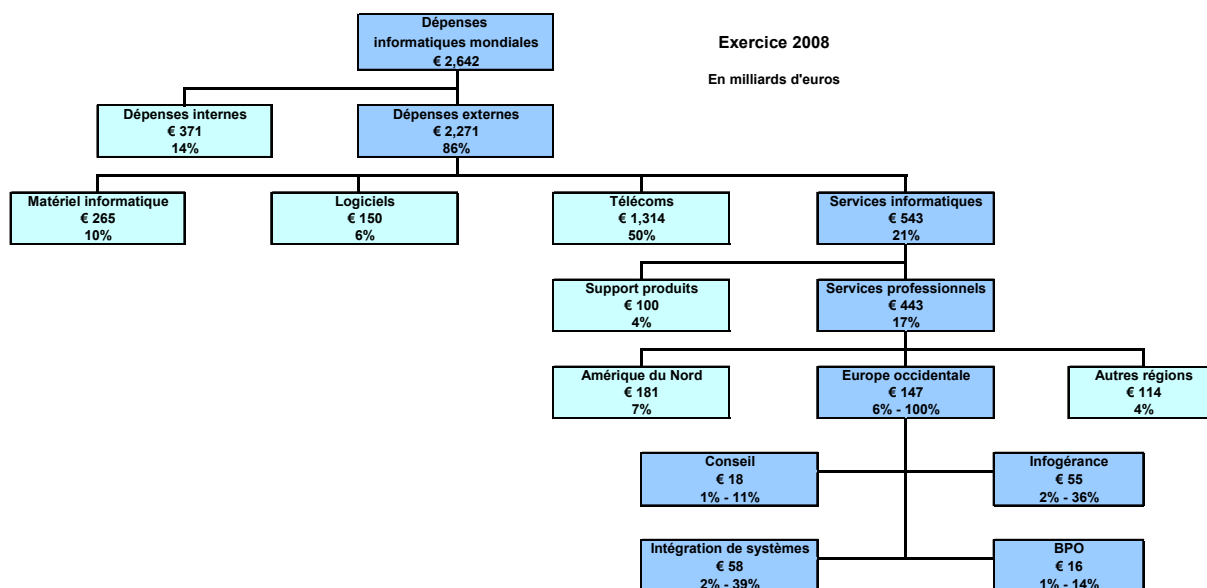 Dépenses
informatiques mondiales
€ 2,642
Exercice 2008
En milliards d'euros
Dépenses internes
€ 371
14%
Dépenses externes
€ 2,271
86%
Matériel informatique
€ 265
10%
Logiciels
€ 150
6%
Télécoms
€ 1,314
50%
Services informatiques
€ 543
21%
Support produits
€ 100
4%
Services professionnels
€ 443
17%
Amérique du Nord
€ 181
7%
Europe occidentale
€ 147
6% - 100%
Autres régions
€ 114
4%
Conseil
€ 18
1% - 11%
Infogérance
€ 55
2% - 36%
Intégration de systèmes
€ 58
2% - 39%
BPO
€ 16
1% - 14%